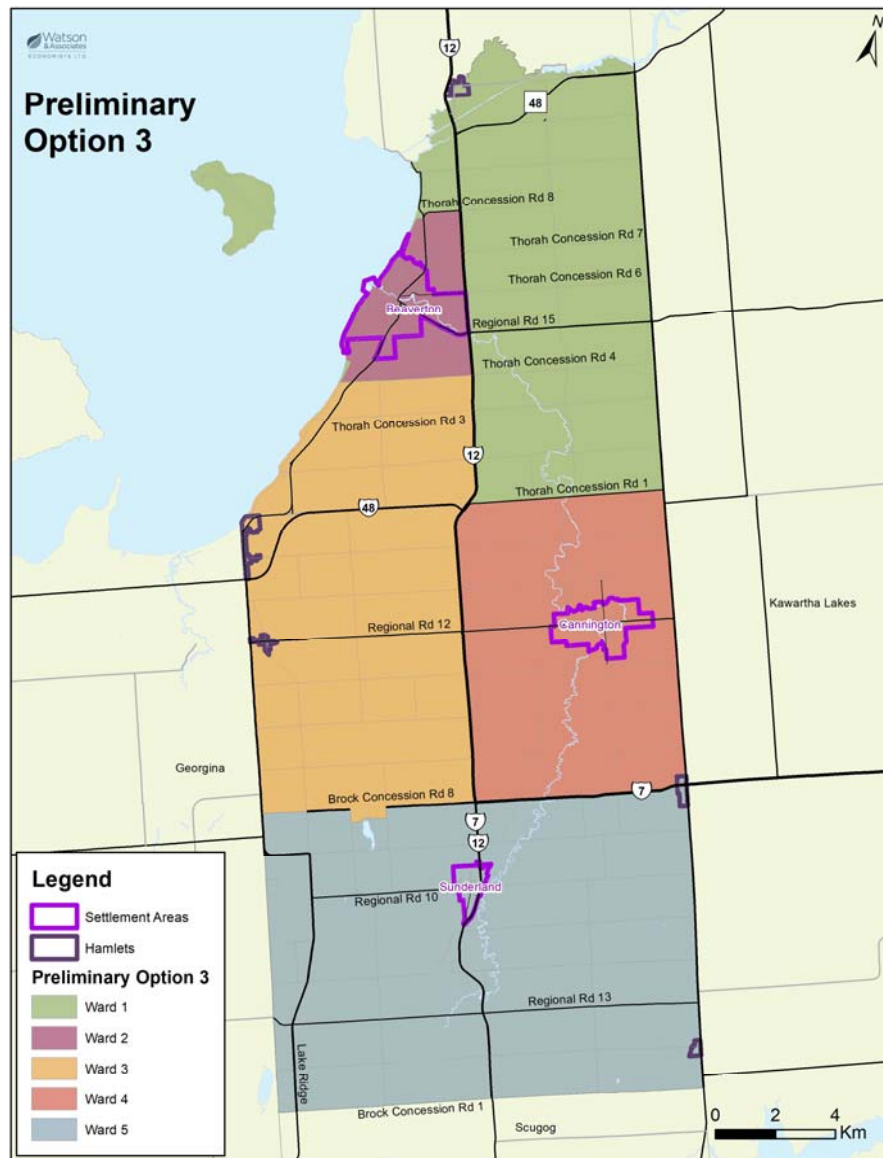 Watson
& Associates
ECONOMISTS LTD.
Preliminary
Option 3
N
12
48
Thorah Concession Rd 8
Thorah Concession Rd 7
Thorah Concession Rd 6
Beaverton
Regional Rd 15
Thorah Concession Rd 4
Thorah Concession Rd 3
12
Thorah Concession Rd 1
48
Kawartha Lakes
Cannington
Regional Rd 12
Georgina
Brock Concession Rd 8
7
7
12
Sunderland
Regional Rd 10
Regional Rd 13
Lake Ridge
Brock Concession Rd 1
Scugog
Legend
Settlement Areas
Hamlets
Preliminary Option 3
Ward 1
Ward 2
Ward 3
Ward 4
Ward 5
0 2 4
Km